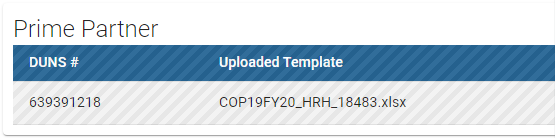 Prime Partner
DUNS # Uploaded Template
639391218 COP19FY20_HRH_18483.xlsx